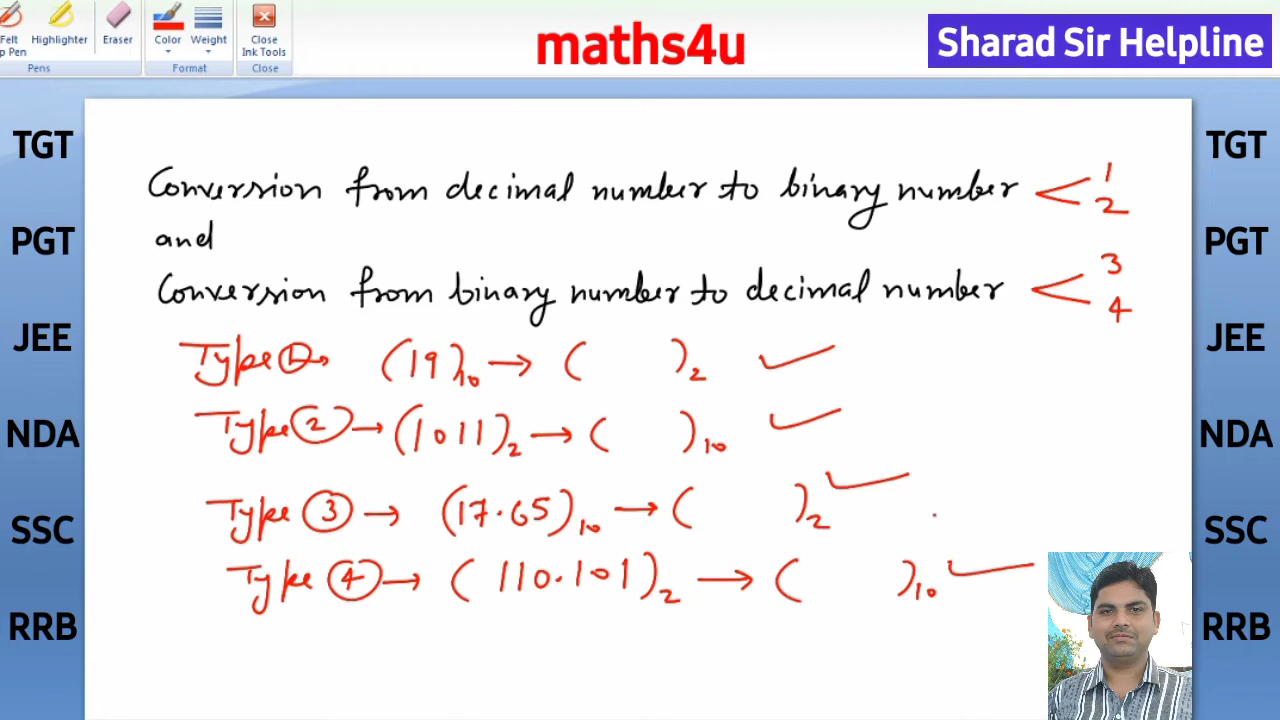 Felt
p Pen
Highlighter
Eraser
Color
Weight
Close
Ink Tools
Pens
Format
Close
maths4u
Sharad Sir Helpline
TGT
PGT
JEE
NDA
SSC
RRB
Conversion from decimal number to binary number < 1
2
and
Conversion from binary number to decimal number < 3
4
Type ① → (19)₁₀ → ( )₂ ✓
Type ② → (1011)₂ → ( )₁₀ ✓
Type ③ → (17.65)₁₀ → ( )₂ ✓
Type ④ → (110.101)₂ → ( )₁₀ ✓
TGT
PGT
JEE
NDA
SSC
RRB